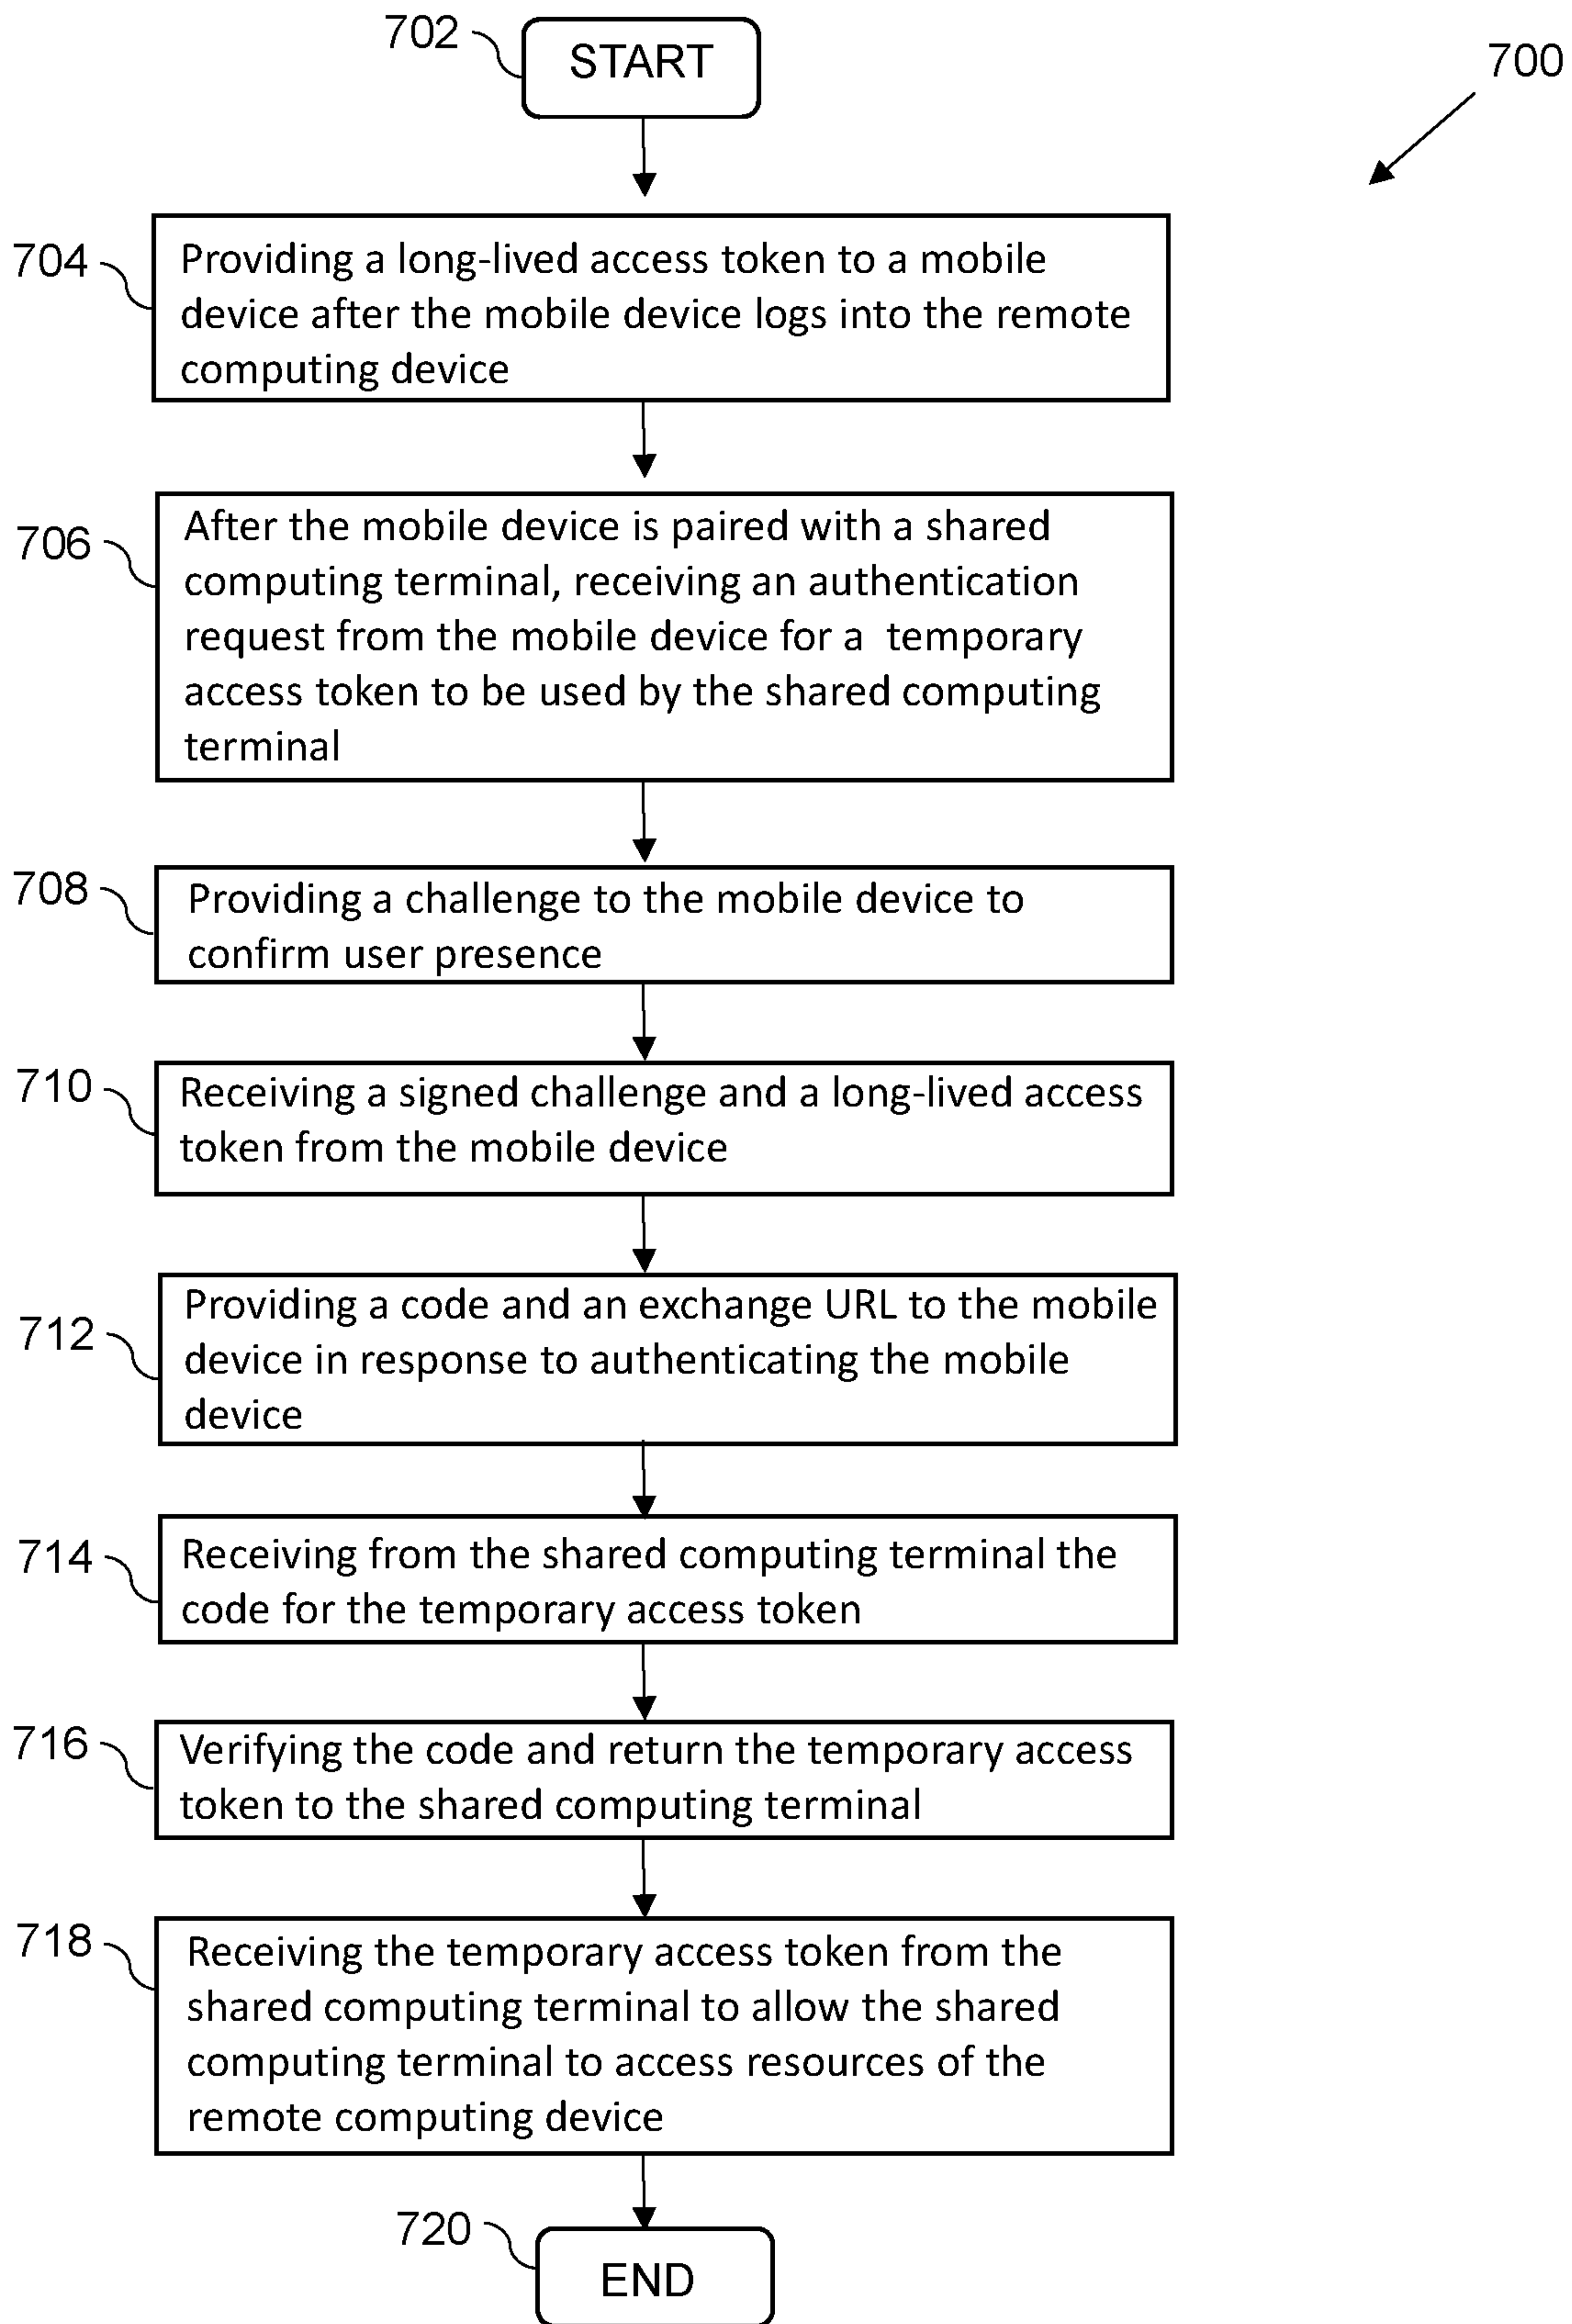 702
START
700
704
Providing a long-lived access token to a mobile
device after the mobile device logs into the remote
computing device
706
After the mobile device is paired with a shared
computing terminal, receiving an authentication
request from the mobile device for a  temporary
access token to be used by the shared computing
terminal
708
Providing a challenge to the mobile device to
confirm user presence
710
Receiving a signed challenge and a long-lived access
token from the mobile device
712
Providing a code and an exchange URL to the mobile
device in response to authenticating the mobile
device
714
Receiving from the shared computing terminal the
code for the temporary access token
716
Verifying the code and return the temporary access
token to the shared computing terminal
718
Receiving the temporary access token from the
shared computing terminal to allow the shared
computing terminal to access resources of the
remote computing device
720
END